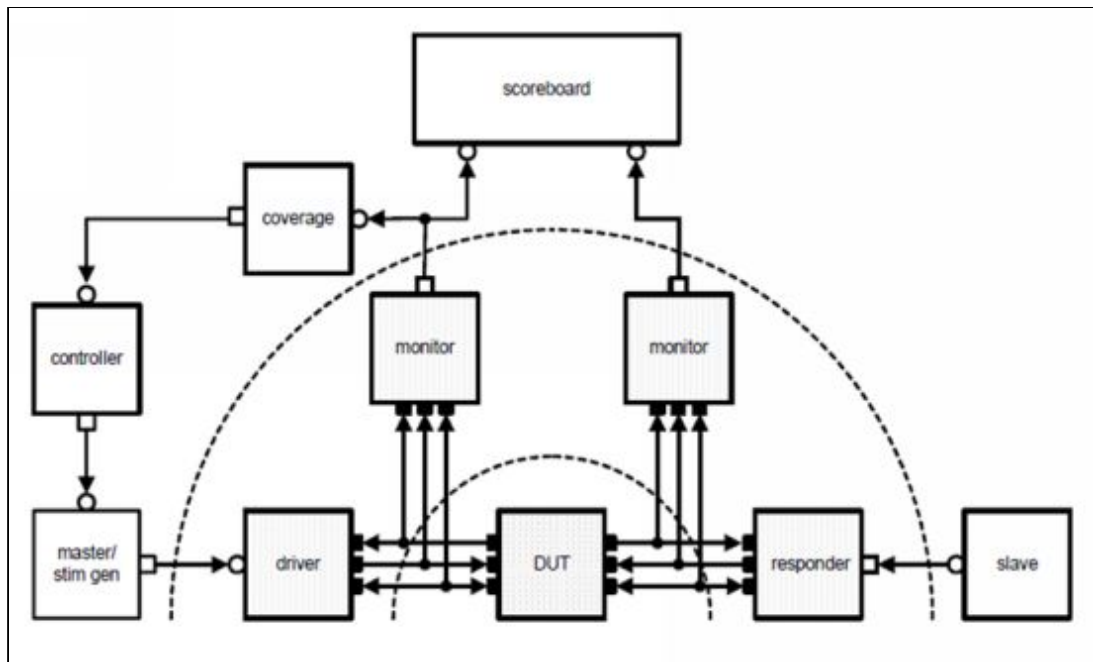 scoreboard
coverage
monitor
monitor
controller
master/
stim gen
driver
DUT
responder
slave